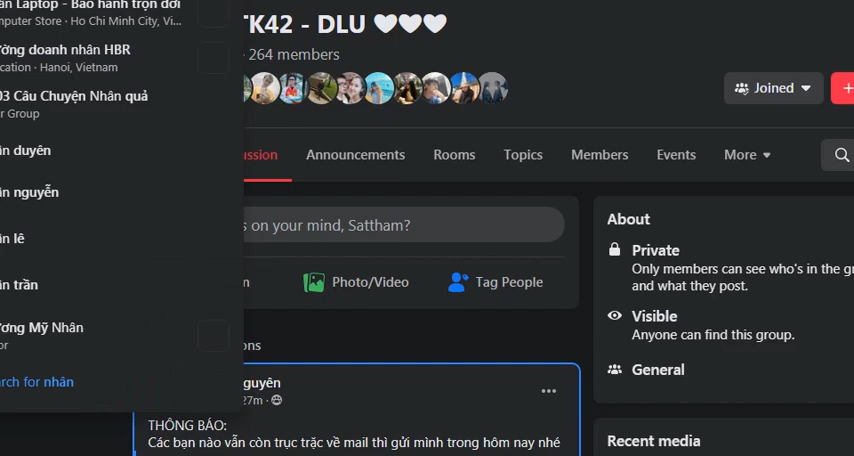 Laptop - Bảo hành trọn đời
mputer Store · Ho Chi Minh City, Vi...
doanh nhân HBR
cation · Hanoi, Vietnam
03 Câu Chuyện Nhân quả
r Group
duyên
nguyễn
lê
trần
Mỹ Nhân
or
rch for nhân
TK42 - DLU 🤍🤍🤍
· 264 members
Joined
+
ussion
Announcements
Rooms
Topics
Members
Events
More
s on your mind, Sattham?
m
Photo/Video
Tag People
ons
guyên
27m ·
THÔNG BÁO:
Các bạn nào vẫn còn trục trặc về mail thì gửi mình trong hôm nay nhé
About
Private
Only members can see who's in the gr
and what they post.
Visible
Anyone can find this group.
General
Recent media